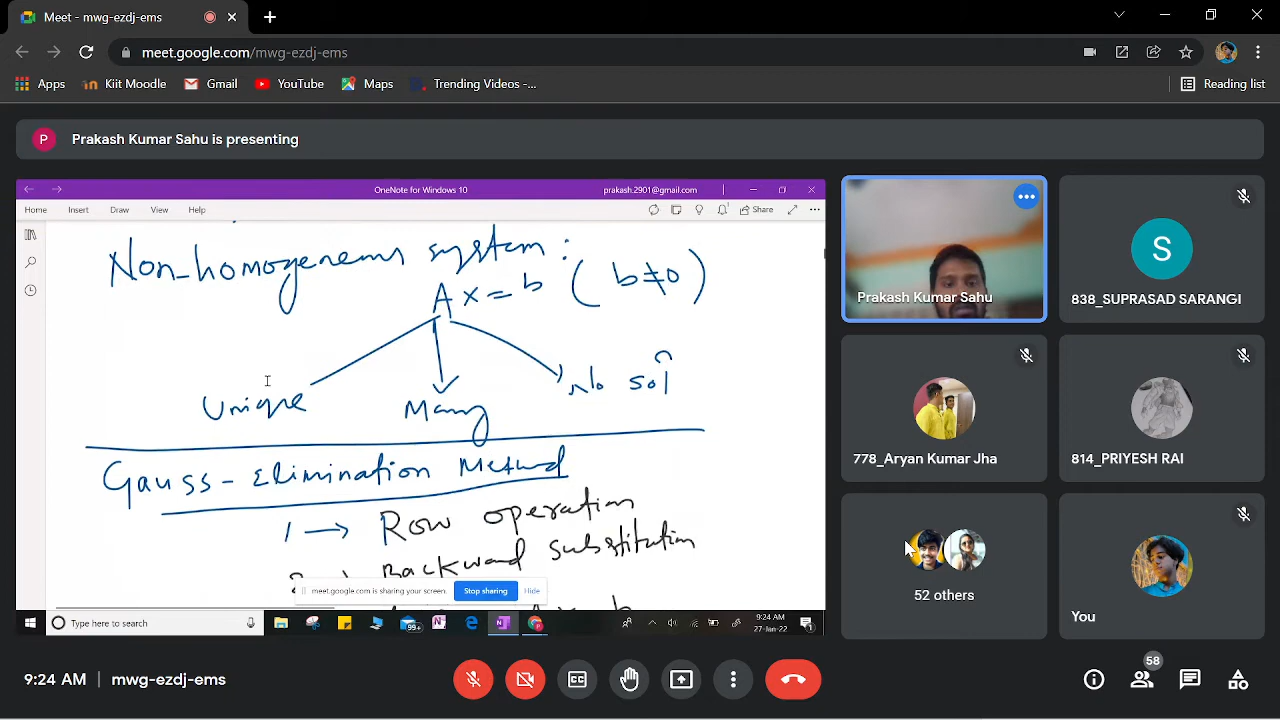 Meet - mwg-ezdj-ems
meet.google.com/mwg-ezdj-ems
Apps
Kiit Moodle
Gmail
YouTube
Maps
Trending Videos -...
Reading list
P
Prakash Kumar Sahu is presenting
OneNote for Windows 10
prakash.2901@gmail.com
Home
Insert
Draw
View
Help
Share
Non-homogeneous system:
Ax = b (b≠0)
Unique
Many
No solⁿ
Gauss-Elimination Method
1 → Row operation
Backward substitution
meet.google.com is sharing your screen.
Stop sharing
Hide
Type here to search
99+
9:24 AM
27-Jan-22
Prakash Kumar Sahu
S
838_SUPRASAD SARANGI
778_Aryan Kumar Jha
814_PRIYESH RAI
52 others
You
9:24 AM | mwg-ezdj-ems
CC
58